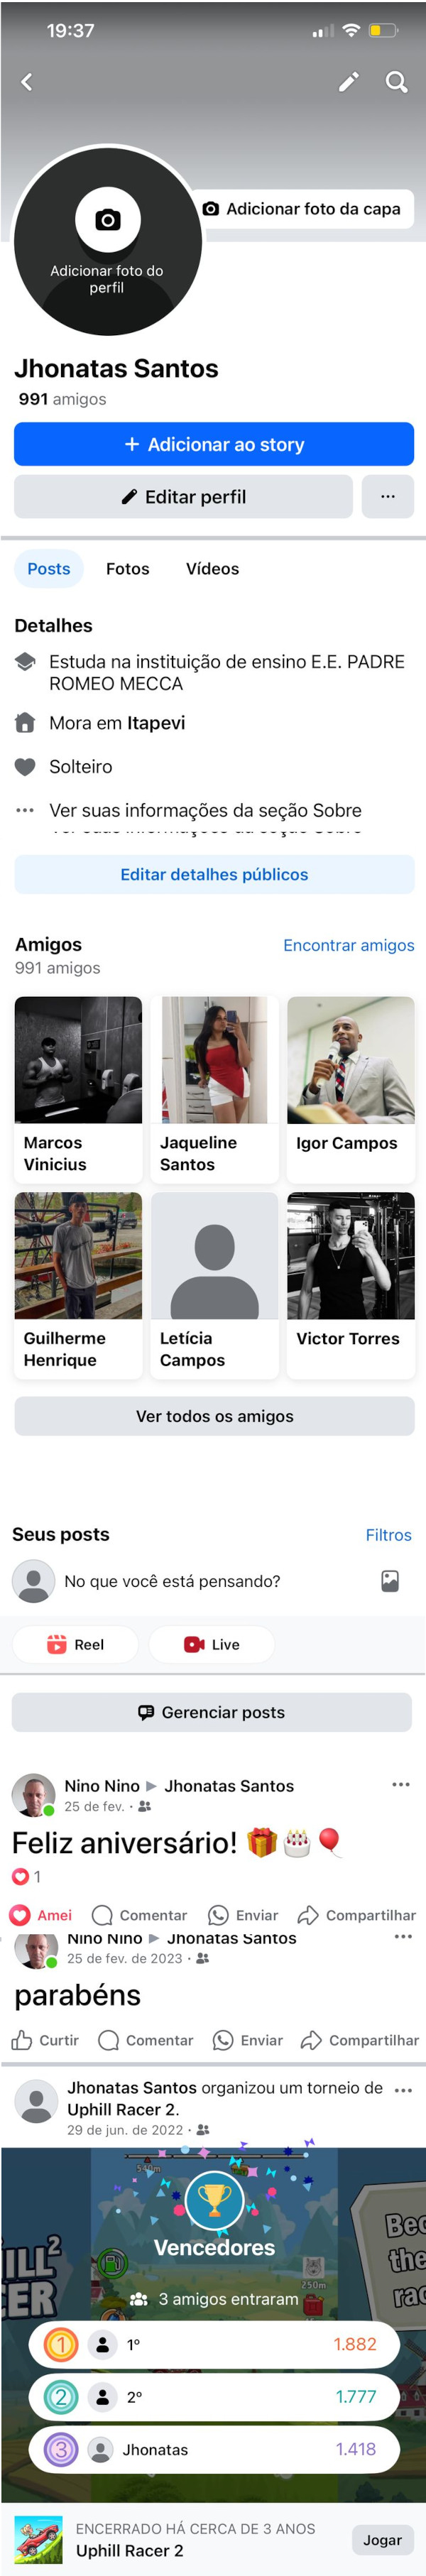 19:37
Adicionar foto da capa
Adicionar foto do
perfil
Jhonatas Santos
991 amigos
+ Adicionar ao story
Editar perfil
Posts Fotos Vídeos
Detalhes
Estuda na instituição de ensino E.E. PADRE
ROMEO MECCA
Mora em Itapevi
Solteiro
Ver suas informações da seção Sobre
Ver suas informações da seção Sobre
Editar detalhes públicos
Amigos Encontrar amigos
991 amigos
Marcos
Vinicius
Jaqueline
Santos
Igor Campos
Guilherme
Henrique
Letícia
Campos
Victor Torres
Ver todos os amigos
Seus posts Filtros
No que você está pensando?
Reel Live
Gerenciar posts
Nino Nino ▶ Jhonatas Santos
25 de fev. ·
Feliz aniversário! 🎁🎂🎈
1
Amei Comentar Enviar Compartilhar
Nino Nino ▶ Jhonatas Santos
25 de fev. de 2023 ·
parabéns
Curtir Comentar Enviar Compartilhar
Jhonatas Santos organizou um torneio de
Uphill Racer 2.
29 de jun. de 2022 ·
Vencedores
250m
3 amigos entraram
1 1º 1.882
2 2º 1.777
3 Jhonatas 1.418
ENCERRADO HÁ CERCA DE 3 ANOS
Uphill Racer 2
Jogar